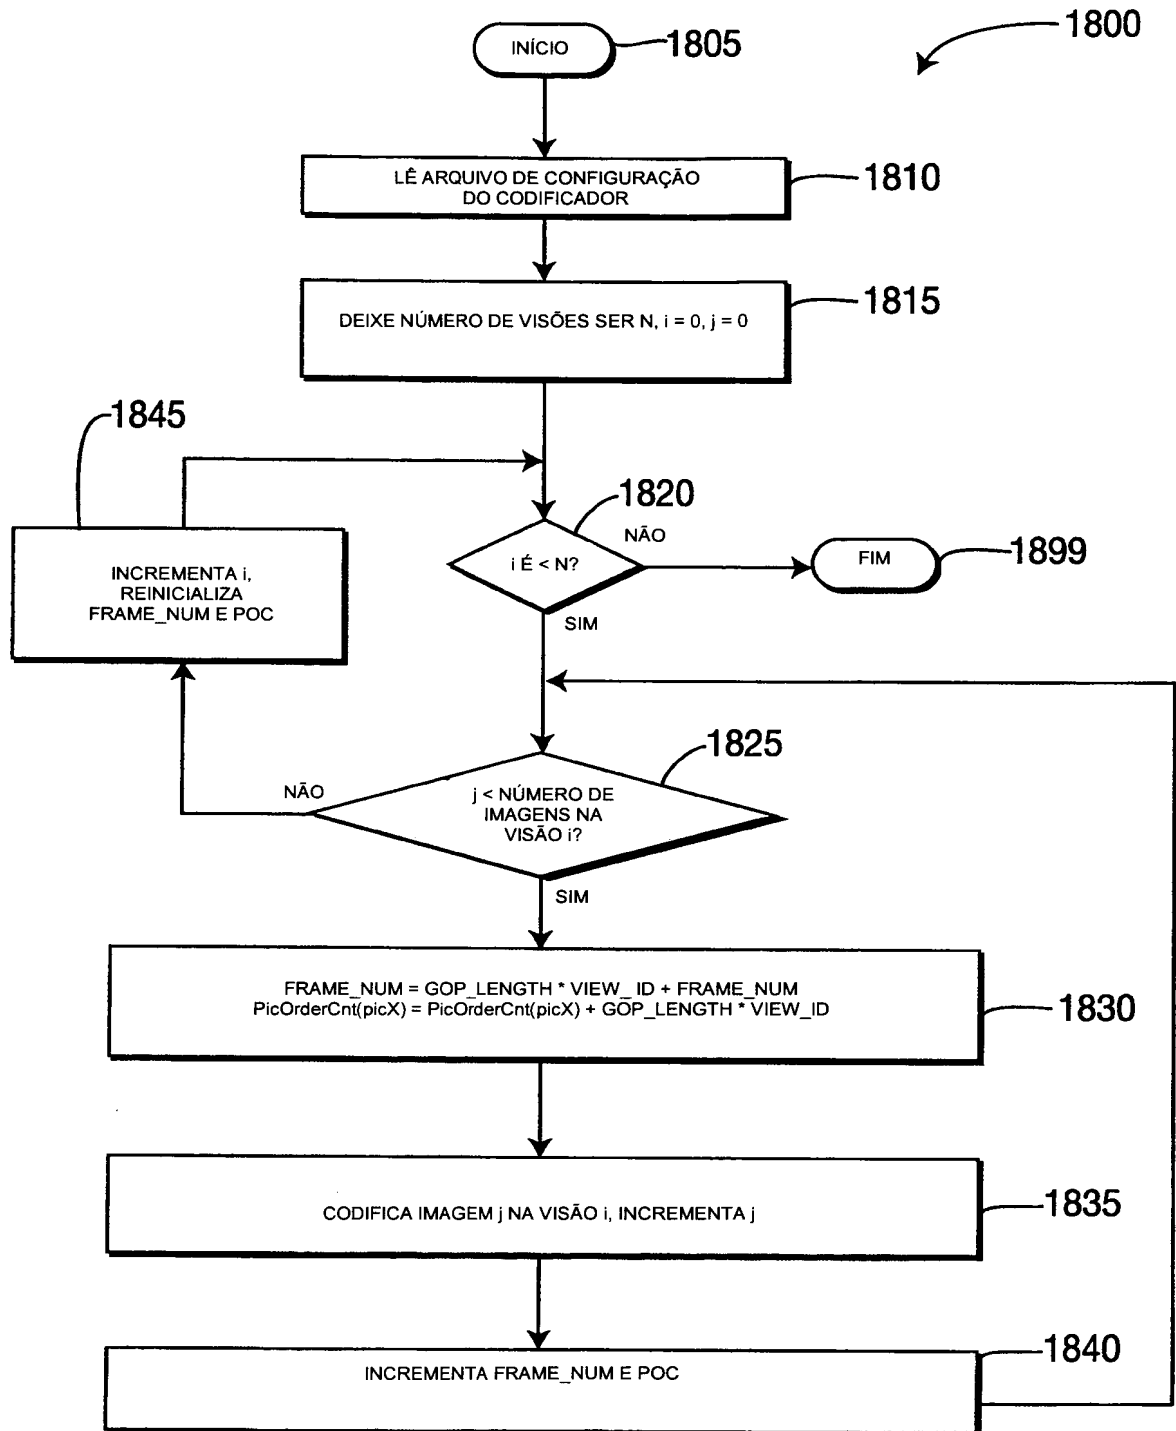 1800
INÍCIO
1805
LÊ ARQUIVO DE CONFIGURAÇÃO
DO CODIFICADOR
1810
DEIXE NÚMERO DE VISÕES SER N, i = 0, j = 0
1815
1845
INCREMENTA i,
REINICIALIZA
FRAME_NUM E POC
1820
i É < N?
NÃO
FIM
1899
SIM
1825
j < NÚMERO DE
IMAGENS NA
VISÃO i?
NÃO
SIM
FRAME_NUM = GOP_LENGTH * VIEW_ID + FRAME_NUM
PicOrderCnt(picX) = PicOrderCnt(picX) + GOP_LENGTH * VIEW_ID
1830
CODIFICA IMAGEM j NA VISÃO i, INCREMENTA j
1835
INCREMENTA FRAME_NUM E POC
1840